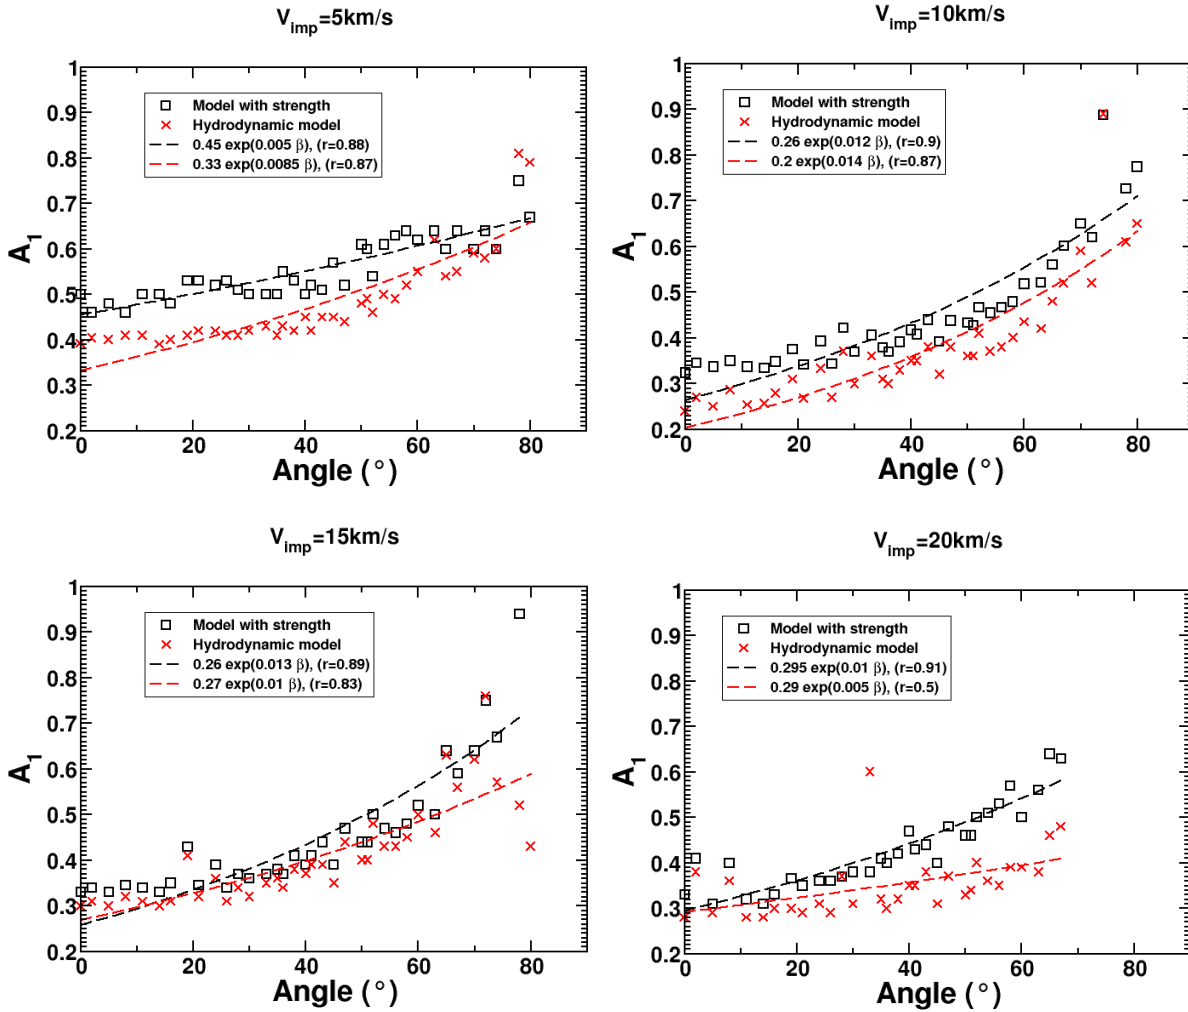 V_imp=5km/s
1
0.9
0.8
0.7
0.6
0.5
0.4
0.3
0.2
A_1
Model with strength
Hydrodynamic model
0.45 exp(0.005 β), (r=0.88)
0.33 exp(0.0085 β), (r=0.87)
0 20 40 60 80
Angle (°)
V_imp=10km/s
1
0.9
0.8
0.7
0.6
0.5
0.4
0.3
0.2
A_1
Model with strength
Hydrodynamic model
0.26 exp(0.012 β), (r=0.9)
0.2 exp(0.014 β), (r=0.87)
0 20 40 60 80
Angle (°)
V_imp=15km/s
1
0.9
0.8
0.7
0.6
0.5
0.4
0.3
0.2
A_1
Model with strength
Hydrodynamic model
0.26 exp(0.013 β), (r=0.89)
0.27 exp(0.01 β), (r=0.83)
0 20 40 60 80
Angle (°)
V_imp=20km/s
1
0.9
0.8
0.7
0.6
0.5
0.4
0.3
0.2
A_1
Model with strength
Hydrodynamic model
0.295 exp(0.01 β), (r=0.91)
0.29 exp(0.005 β), (r=0.5)
0 20 40 60 80
Angle (°)